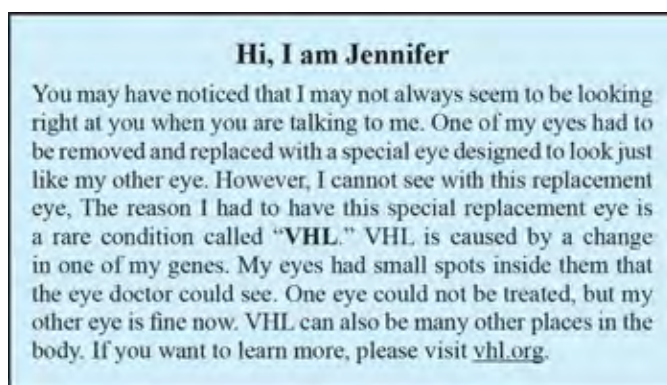 Hi, I am Jennifer
You may have noticed that I may not always seem to be looking
right at you when you are talking to me. One of my eyes had to
be removed and replaced with a special eye designed to look just
like my other eye. However, I cannot see with this replacement
eye, The reason I had to have this special replacement eye is
a rare condition called “VHL.” VHL is caused by a change
in one of my genes. My eyes had small spots inside them that
the eye doctor could see. One eye could not be treated, but my
other eye is fine now. VHL can also be many other places in the
body. If you want to learn more, please visit vhl.org.